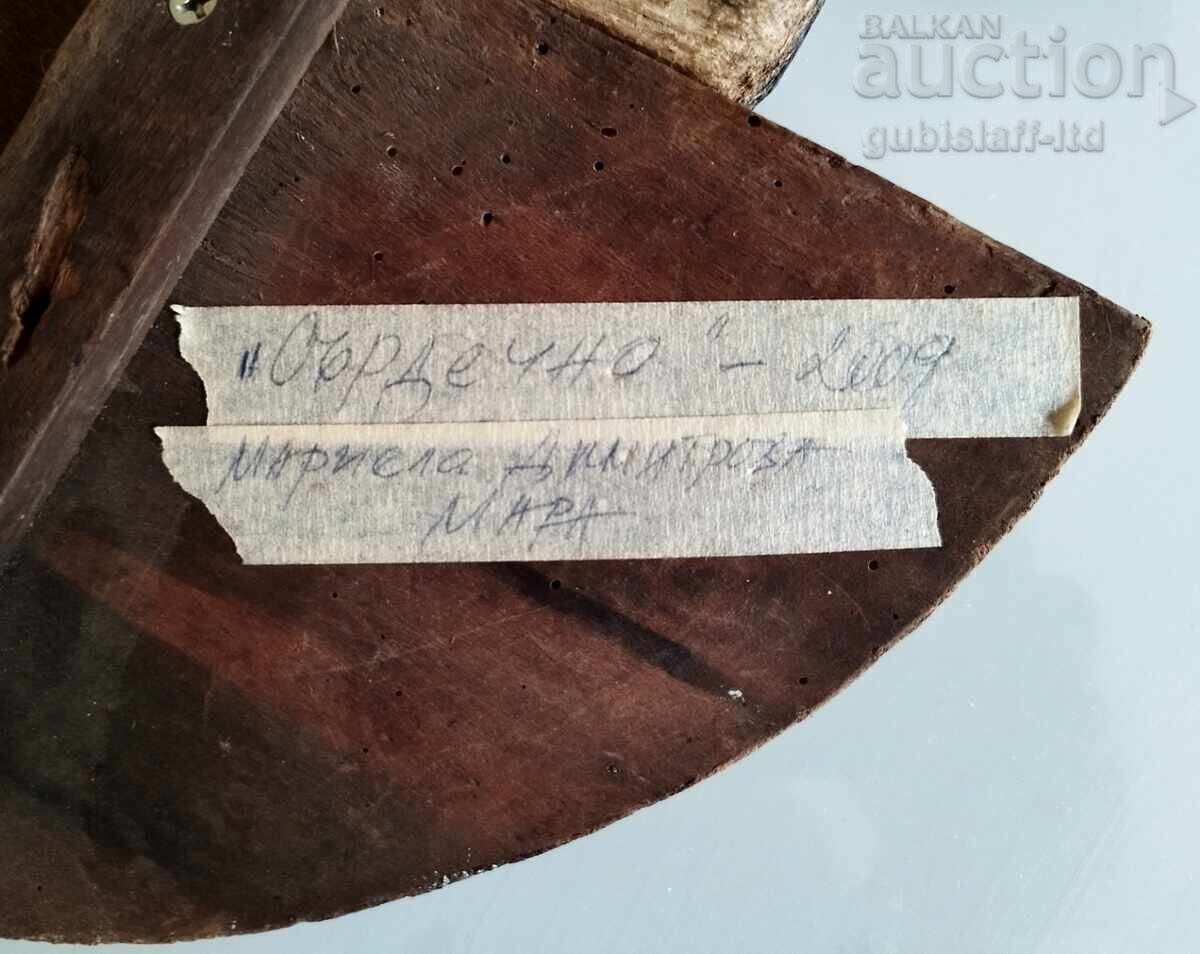 BALKAN
auction
gubislaff-ltd
"Сърдечно" - 2009
Мариела Димитрова
МАРА